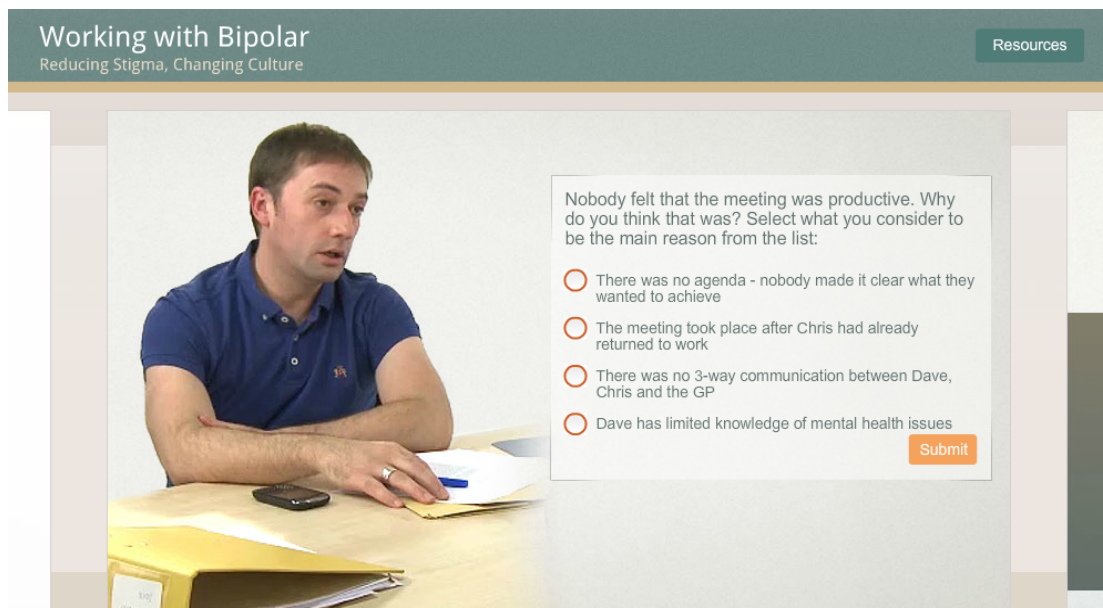 Working with Bipolar
Reducing Stigma, Changing Culture
Resources
Nobody felt that the meeting was productive. Why
do you think that was? Select what you consider to
be the main reason from the list:
There was no agenda - nobody made it clear what they
wanted to achieve
The meeting took place after Chris had already
returned to work
There was no 3-way communication between Dave,
Chris and the GP
Dave has limited knowledge of mental health issues
Submit